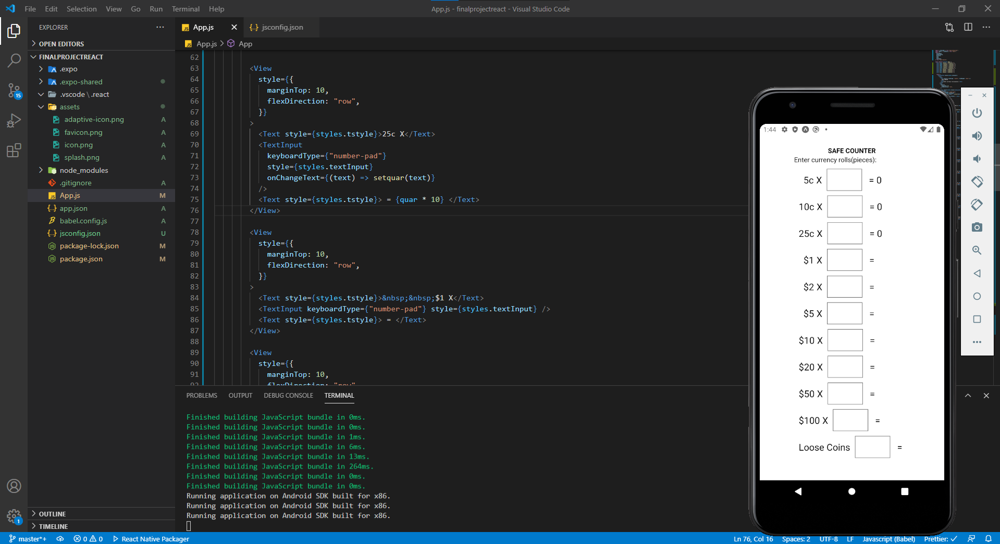 File Edit Selection View Go Run Terminal Help
App.js - finalprojectreact - Visual Studio Code
EXPLORER
OPEN EDITORS
FINALPROJECTREACT
.expo
.expo-shared
.vscode \ .react
assets
adaptive-icon.png A
favicon.png A
icon.png A
splash.png A
node_modules
.gitignore A
App.js M
app.json A
babel.config.js A
jsconfig.json U
package-lock.json M
package.json M
OUTLINE
TIMELINE
15
1
JS App.js
{..} jsconfig.json
JS App.js > App
62
63 <View
64 style={{
65 marginTop: 10,
66 flexDirection: "row",
67 }}
68 >
69 <Text style={styles.tstyle}>25c X</Text>
70 <TextInput
71 keyboardType={"number-pad"}
72 style={styles.textInput}
73 onChangeText={(text) => setquar(text)}
74 />
75 <Text style={styles.tstyle}> = {quar * 10} </Text>
76 </View>
77
78 <View
79 style={{
80 marginTop: 10,
81 flexDirection: "row",
82 }}
83 >
84 <Text style={styles.tstyle}>&nbsp;&nbsp;$1 X</Text>
85 <TextInput keyboardType={"number-pad"} style={styles.textInput} />
86 <Text style={styles.tstyle}> = </Text>
87 </View>
88
89 <View
90 style={{
91 marginTop: 10,
92 flexDirection: "row"
PROBLEMS OUTPUT DEBUG CONSOLE TERMINAL
Finished building JavaScript bundle in 0ms.
Finished building JavaScript bundle in 0ms.
Finished building JavaScript bundle in 1ms.
Finished building JavaScript bundle in 6ms.
Finished building JavaScript bundle in 13ms.
Finished building JavaScript bundle in 264ms.
Finished building JavaScript bundle in 0ms.
Finished building JavaScript bundle in 0ms.
Running application on Android SDK built for x86.
Running application on Android SDK built for x86.
Running application on Android SDK built for x86.
1:44
SAFE COUNTER
Enter currency rolls(pieces):
5c X = 0
10c X = 0
25c X = 0
$1 X =
$2 X =
$5 X =
$10 X =
$20 X =
$50 X =
$100 X =
Loose Coins =
master*+ 0 0 React Native Packager
Ln 76, Col 16 Spaces: 2 UTF-8 LF Javascript (Babel) Prettier: ✓